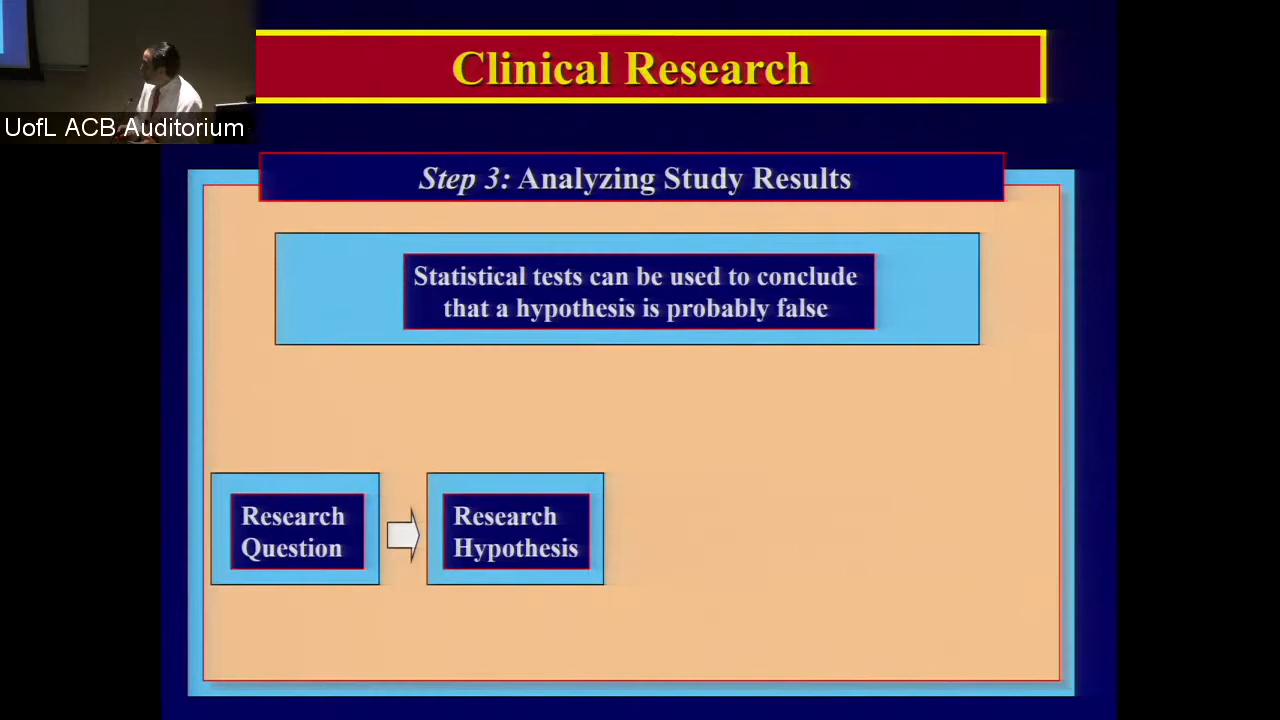 Clinical Research
UofL ACB Auditorium
Step 3: Analyzing Study Results
Statistical tests can be used to conclude
that a hypothesis is probably false
Research
Question
Research
Hypothesis